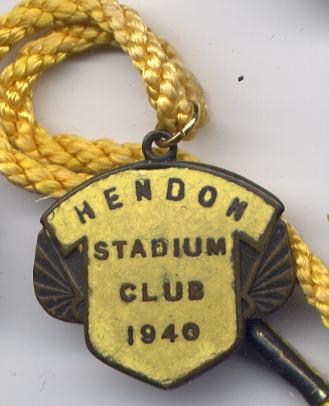 HENDON
STADIUM
CLUB
1940